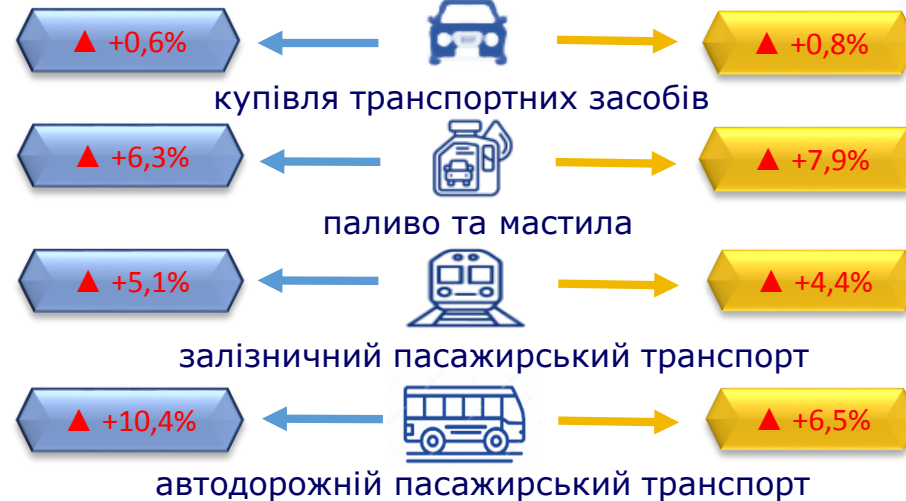 ▲ +0,6% ▲ +0,8%
купівля транспортних засобів
▲ +6,3% ▲ +7,9%
паливо та мастила
▲ +5,1% ▲ +4,4%
залізничний пасажирський транспорт
▲ +10,4% ▲ +6,5%
автодорожній пасажирський транспорт